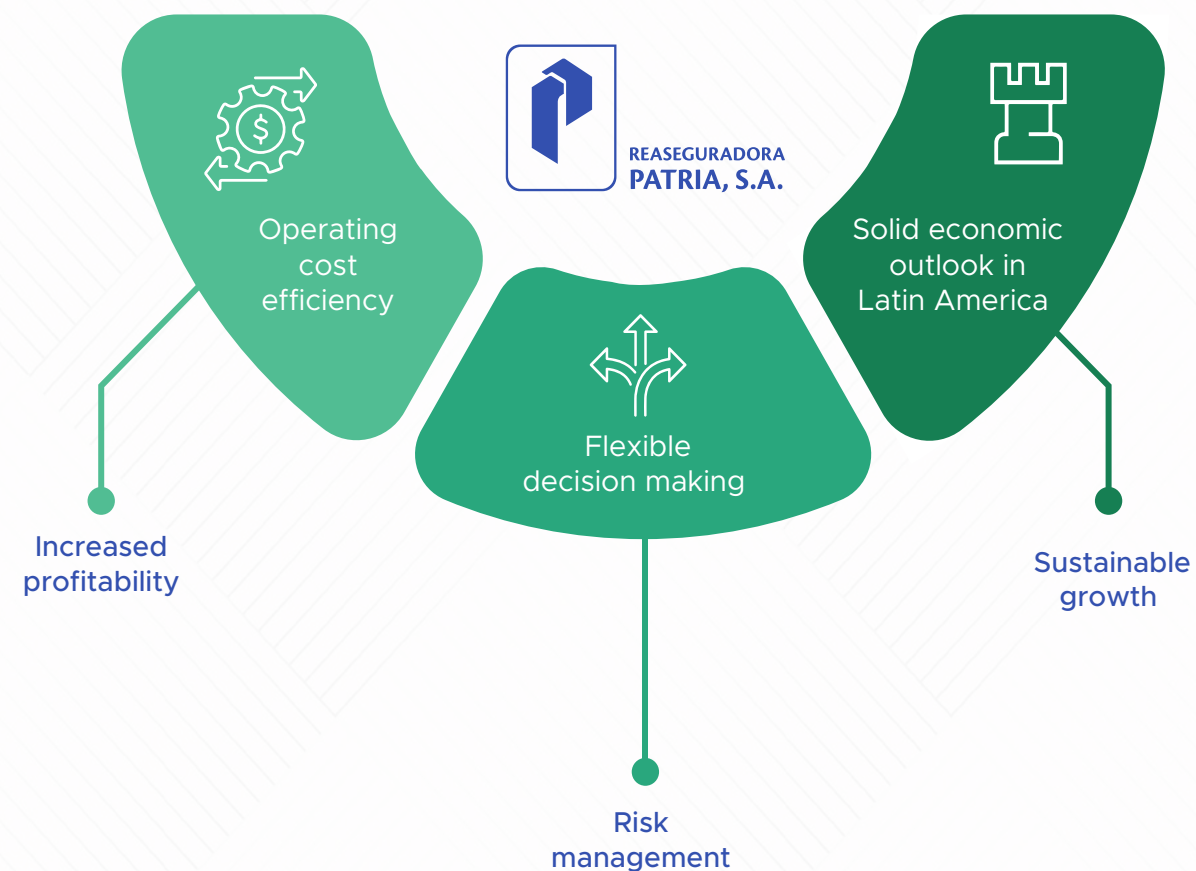 REASEGURADORA
PATRIA, S.A.
$
Operating
cost
efficiency
Solid economic
outlook in
Latin America
Flexible
decision making
Increased
profitability
Sustainable
growth
Risk
management